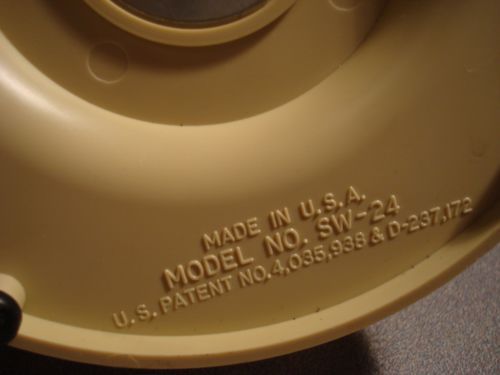 MADE IN U.S.A.
MODEL NO. SW-24
U.S. PATENT NO. 4,035,938 & D-237,172